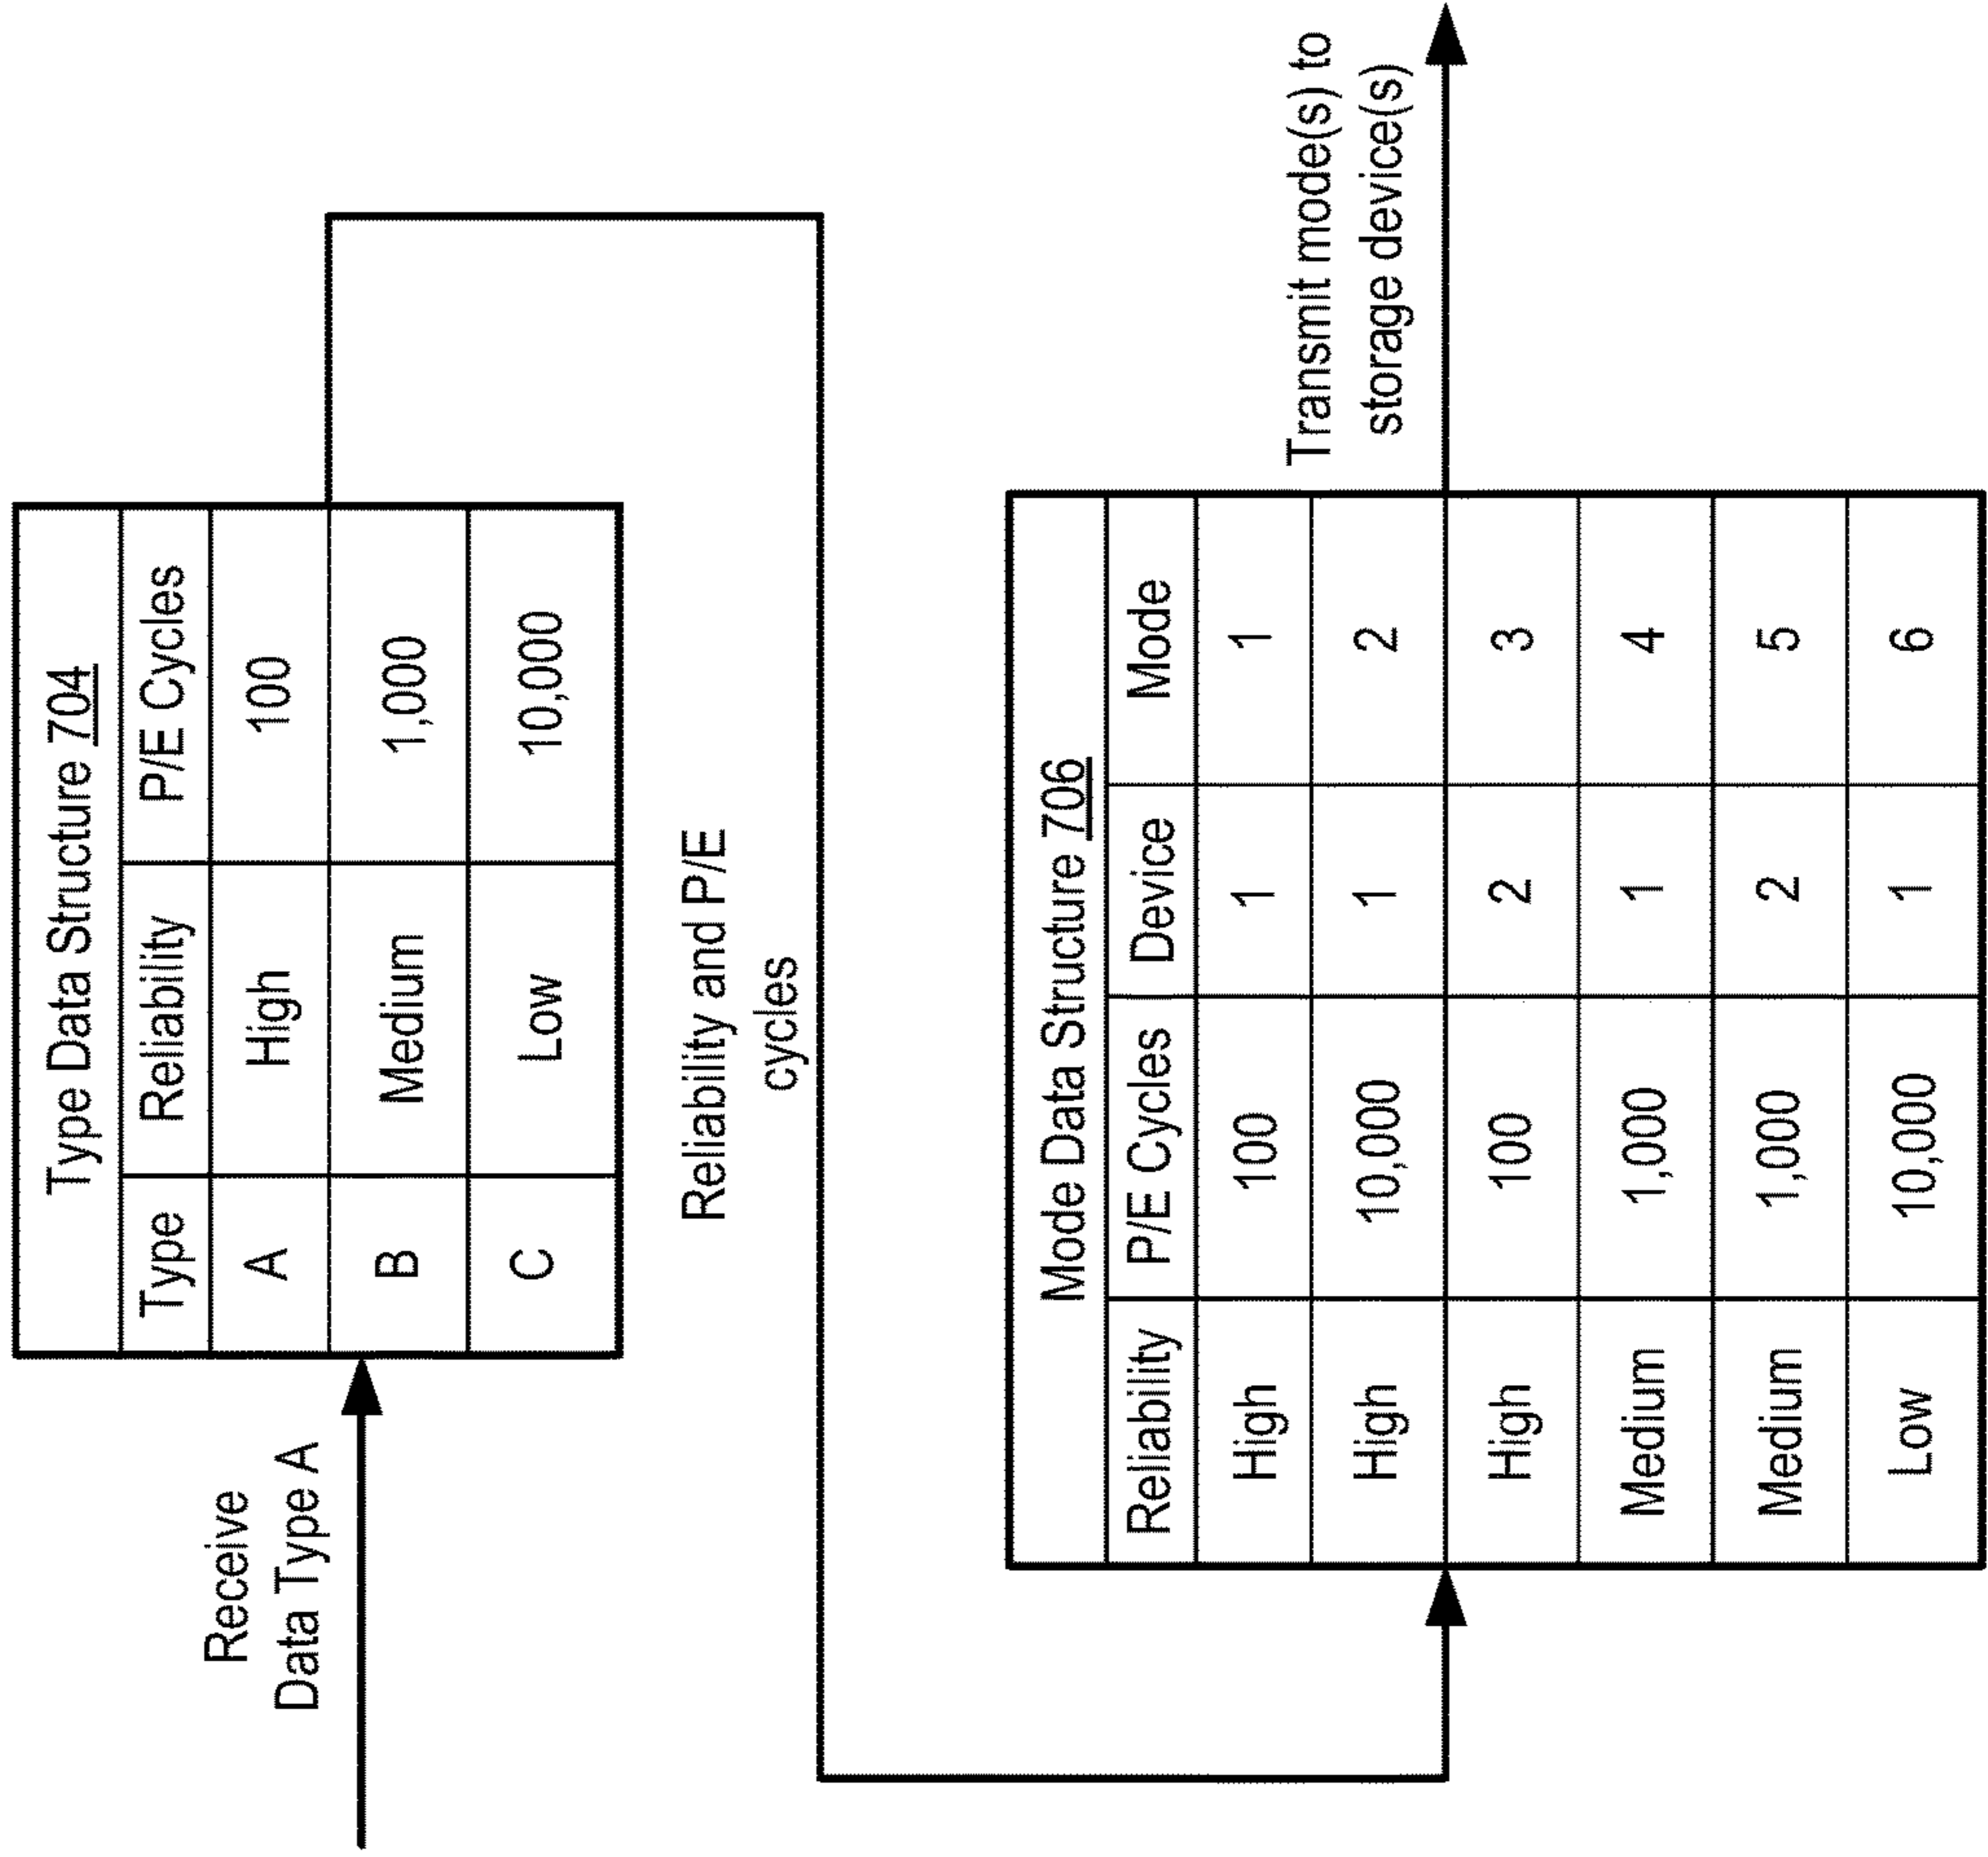 Receive
Data Type A
Type Data Structure 704
Type Reliability P/E Cycles
A High 100
B Medium 1,000
C Low 10,000
Reliability and P/E
cycles
Mode Data Structure 706
Reliability P/E Cycles Device Mode
High 100 1 1
High 10,000 1 2
High 100 2 3
Medium 1,000 1 4
Medium 1,000 2 5
Low 10,000 1 6
Transmit mode(s) to
storage device(s)